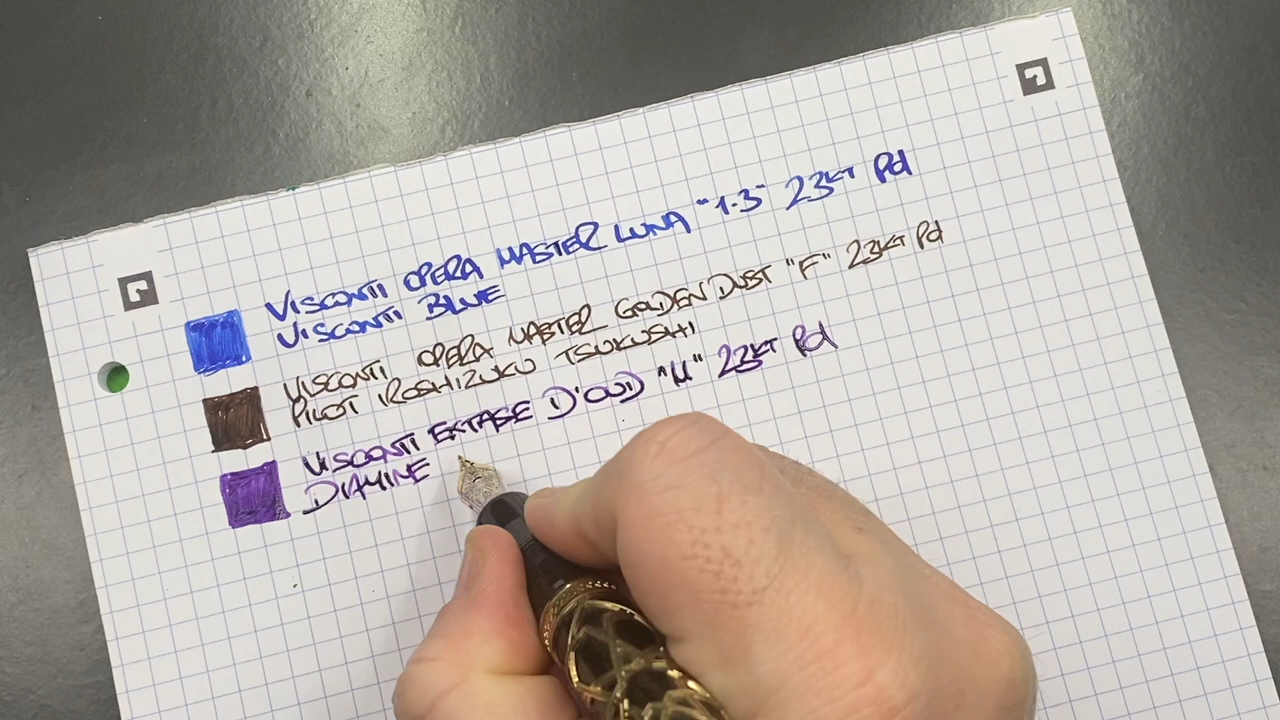 VISCONTI OPERA MASTER LUNA "1.3" 23KT Pd
VISCONTI BLUE
VISCONTI OPERA MASTER GOLDEN DUST "F" 23KT Pd
PILOT IROSHIZUKU TSUKUSHI
VISCONTI EXTASE D'OUD "M" 23KT Pd
DIAMINE